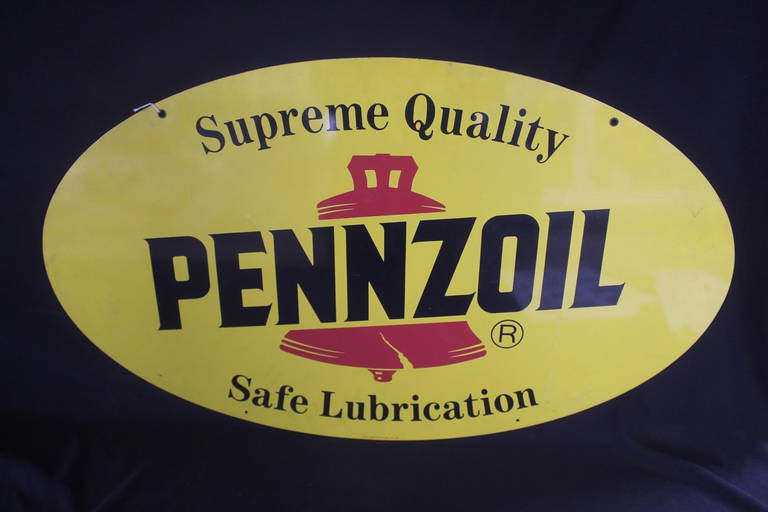 Supreme Quality
PENNZOIL
®
Safe Lubrication